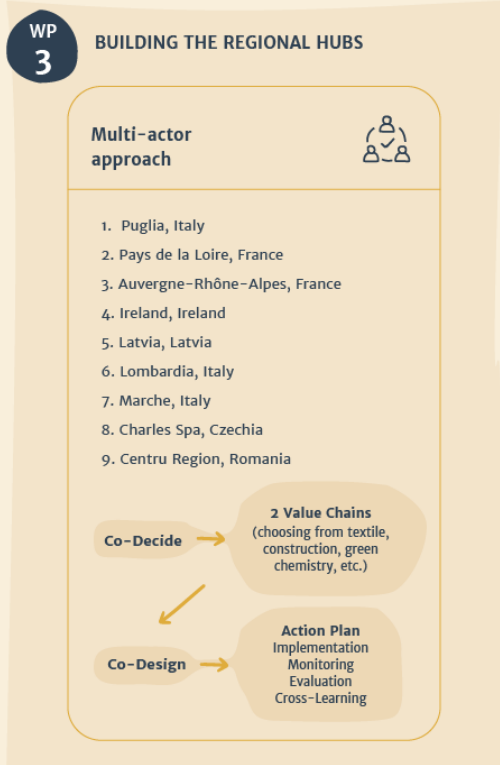 WP
3
BUILDING THE REGIONAL HUBS
Multi-actor
approach
1. Puglia, Italy
2. Pays de la Loire, France
3. Auvergne-Rhône-Alpes, France
4. Ireland, Ireland
5. Latvia, Latvia
6. Lombardia, Italy
7. Marche, Italy
8. Charles Spa, Czechia
9. Centru Region, Romania
Co-Decide
2 Value Chains
(choosing from textile,
construction, green
chemistry, etc.)
Co-Design
Action Plan
Implementation
Monitoring
Evaluation
Cross-Learning